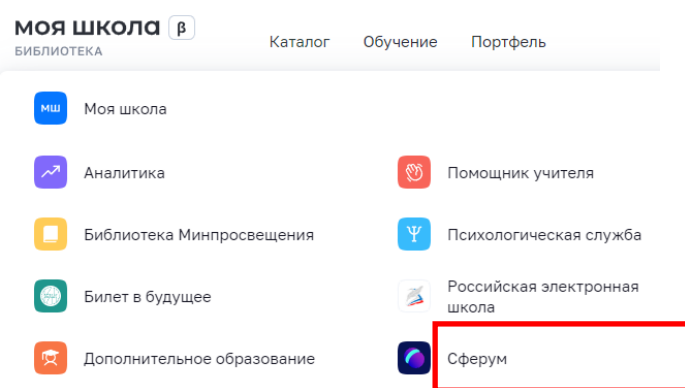 МОЯ ШКОЛА β
БИБЛИОТЕКА
Каталог Обучение Портфель
МШ Моя школа
Аналитика
Помощник учителя
Библиотека Минпросвещения
Ψ Психологическая служба
Билет в будущее
Российская электронная
школа
Дополнительное образование
Сферум